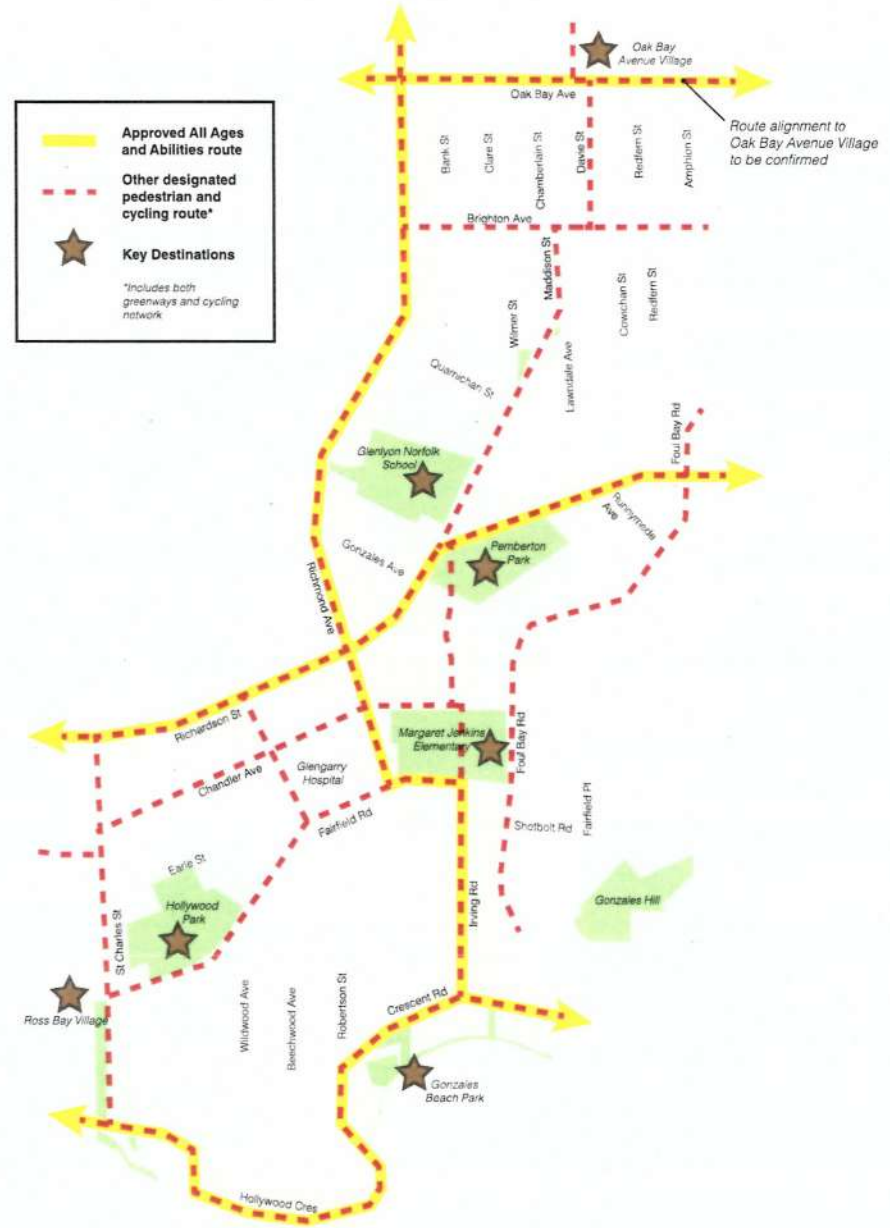 Oak Bay
Avenue Village
Oak Bay Ave
Route alignment to
Oak Bay Avenue Village
to be confirmed
Approved All Ages
and Abilities route
Other designated
pedestrian and
cycling route*
Key Destinations
*Includes both
greenways and cycling
network
Bank St
Clare St
Chamberlain St
Davie St
Redfern St
Amphion St
Brighton Ave
Maddison St
Wilmer St
Lawndale Ave
Cowichan St
Redfern St
Quamichan St
Foul Bay Rd
Glenlyon Norfolk
School
Runnymede
Ave
Gonzales Ave
Pemberton
Park
Richmond Ave
Richardson St
Margaret Jenkins
Elementary
Foul Bay Rd
Chandler Ave
Glengarry
Hospital
Fairfield Rd
Shotbolt Rd
Fairfield Pl
Earle St
Hollywood
Park
Irving Rd
Gonzales Hill
St Charles St
Ross Bay Village
Wildwood Ave
Beechwood Ave
Robertson St
Crescent Rd
Gonzales
Beach Park
Hollywood Cres